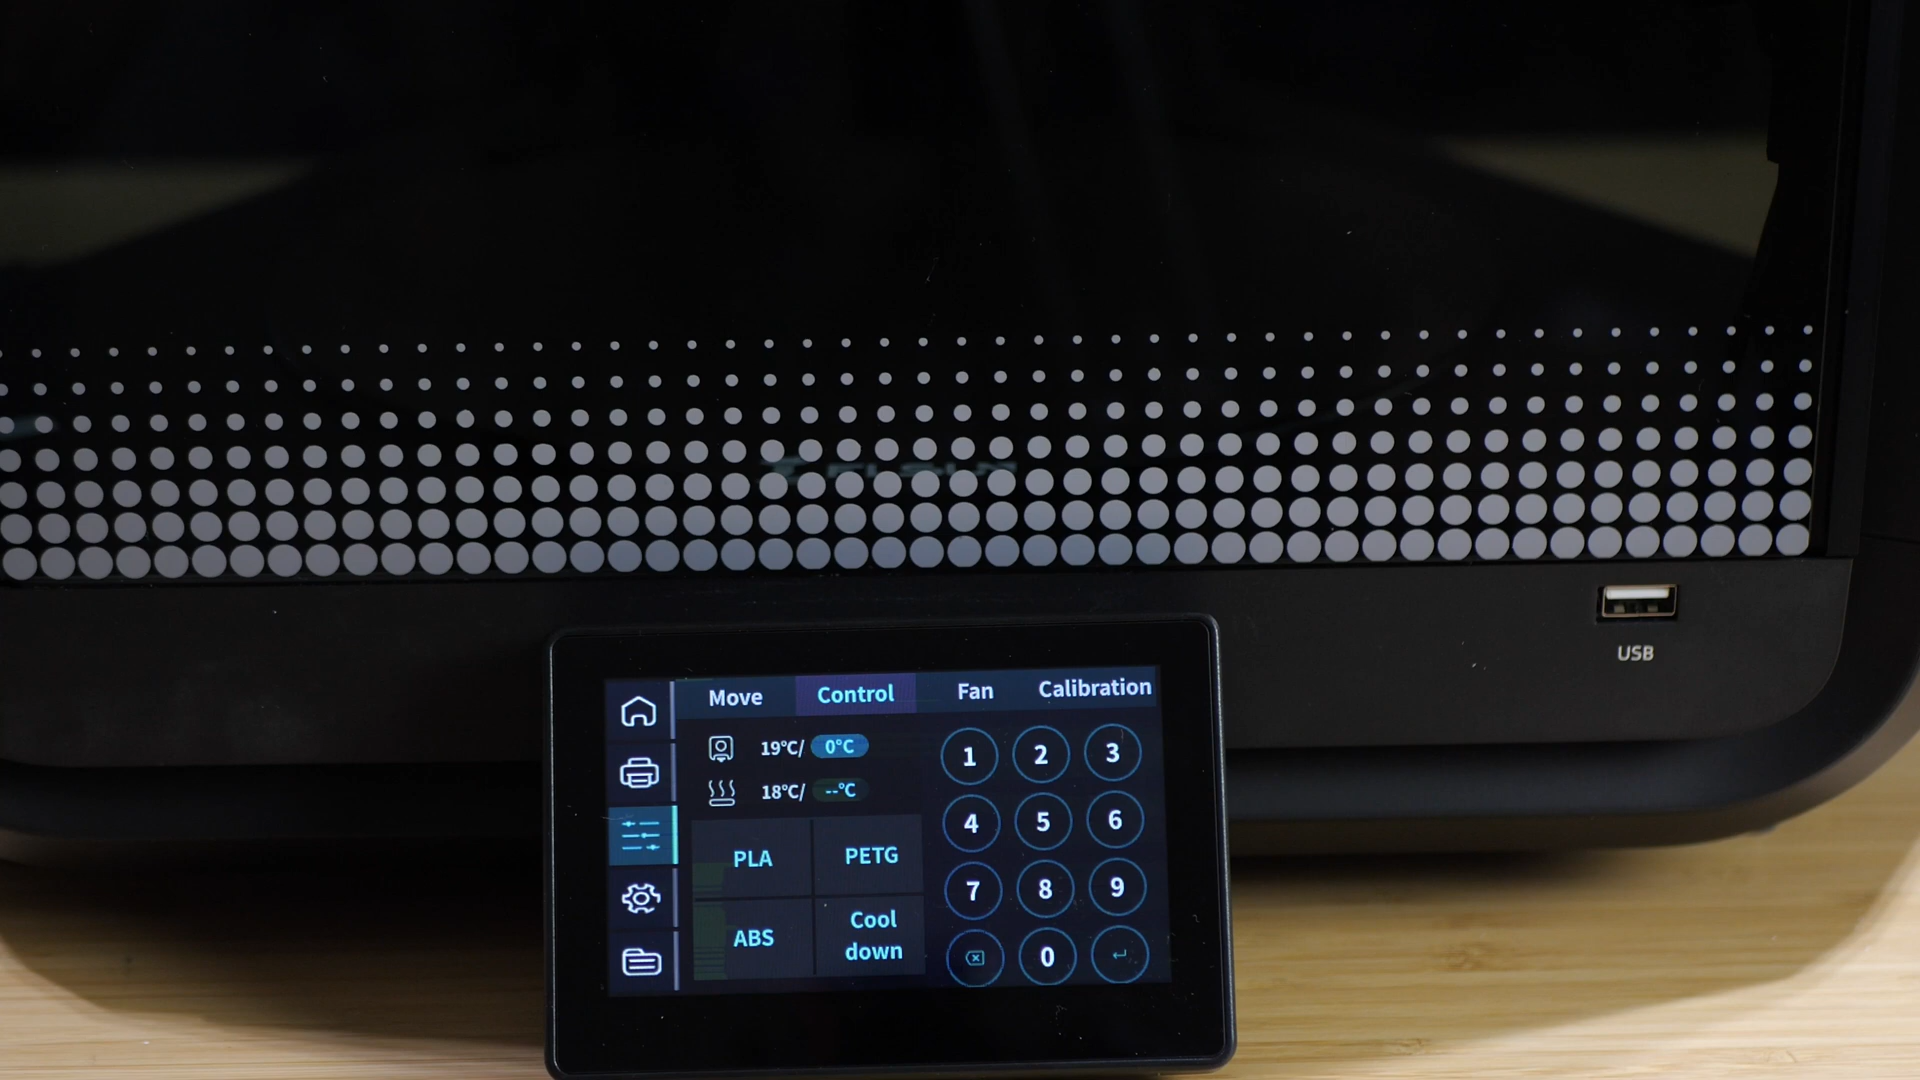 USB
Move Control Fan Calibration
19°C/ 0°C
18°C/ --°C
PLA PETG
ABS Cool down
1 2 3
4 5 6
7 8 9
0